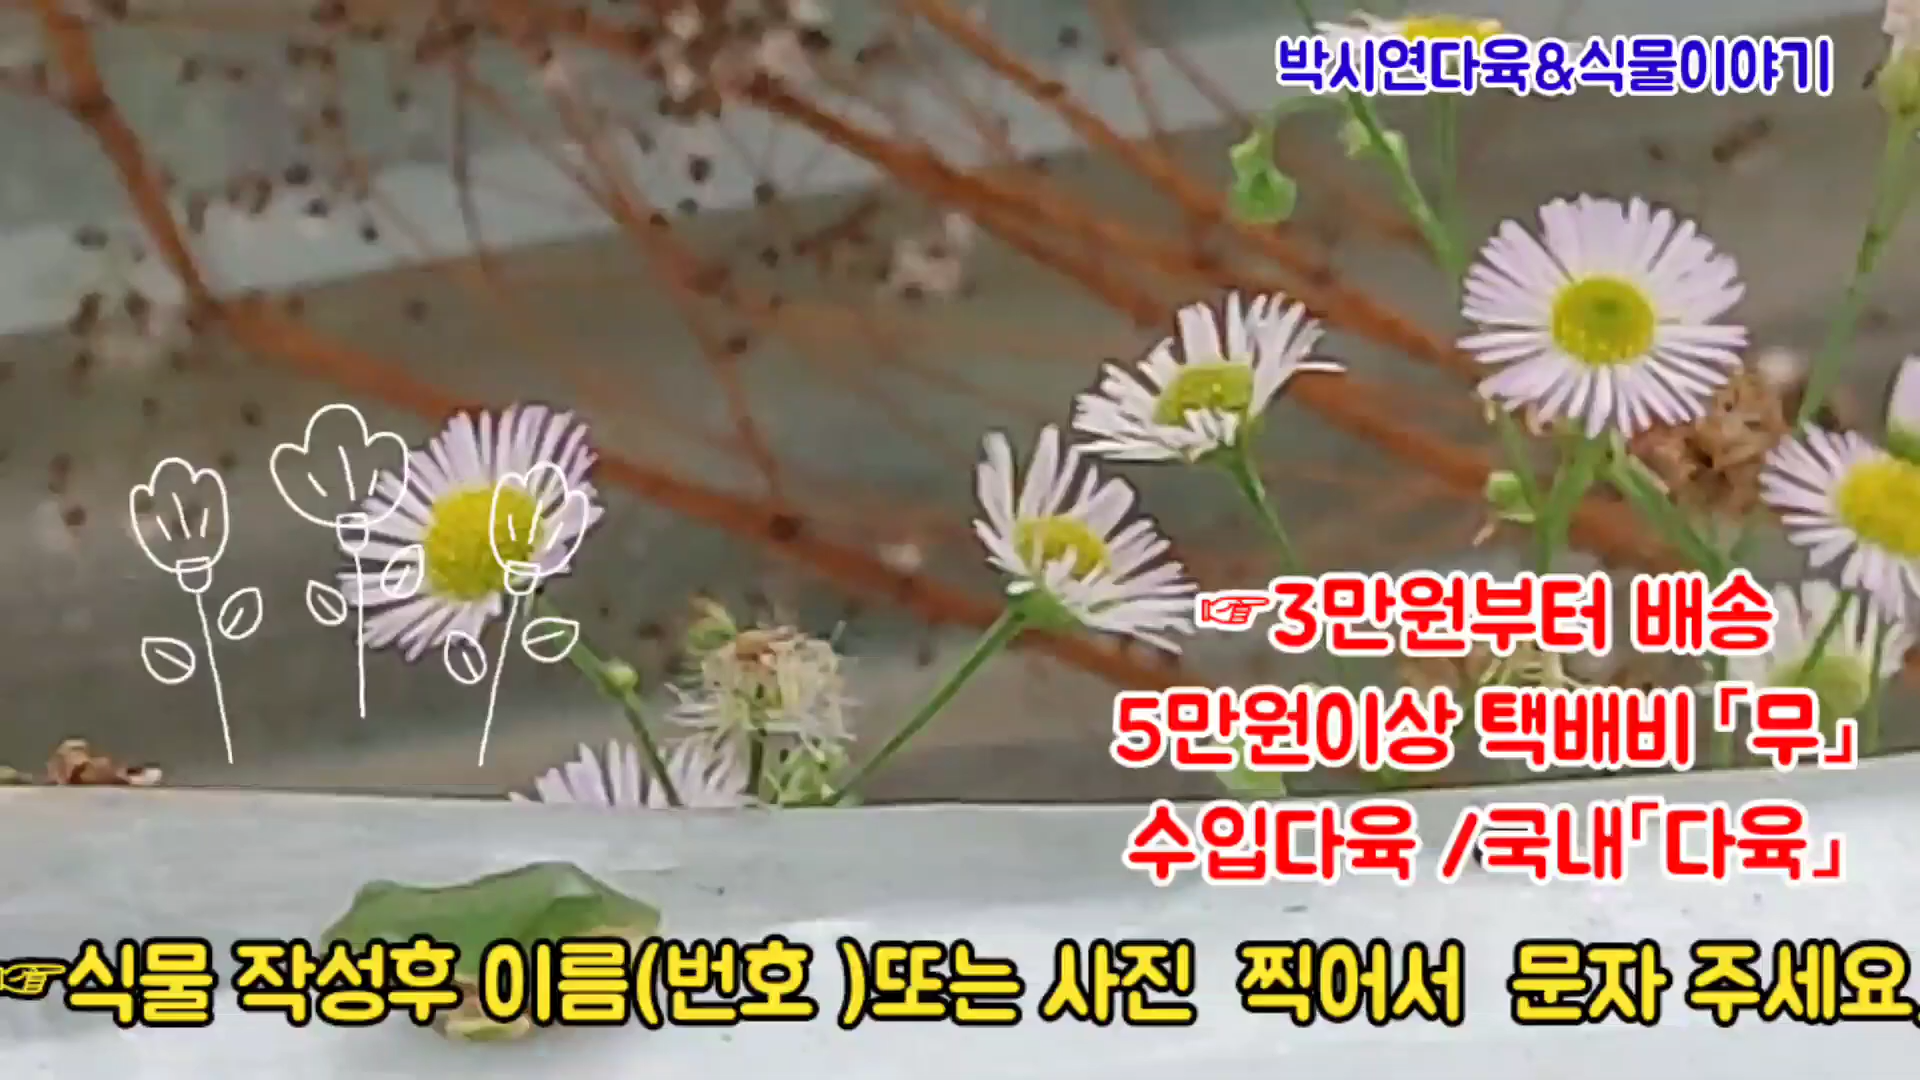 박시연다육&식물이야기
☞3만원부터 배송
5만원이상 택배비 「무」
수입다육 /국내「다육」
☞식물 작성후 이름(번호 )또는 사진 찍어서 문자 주세요